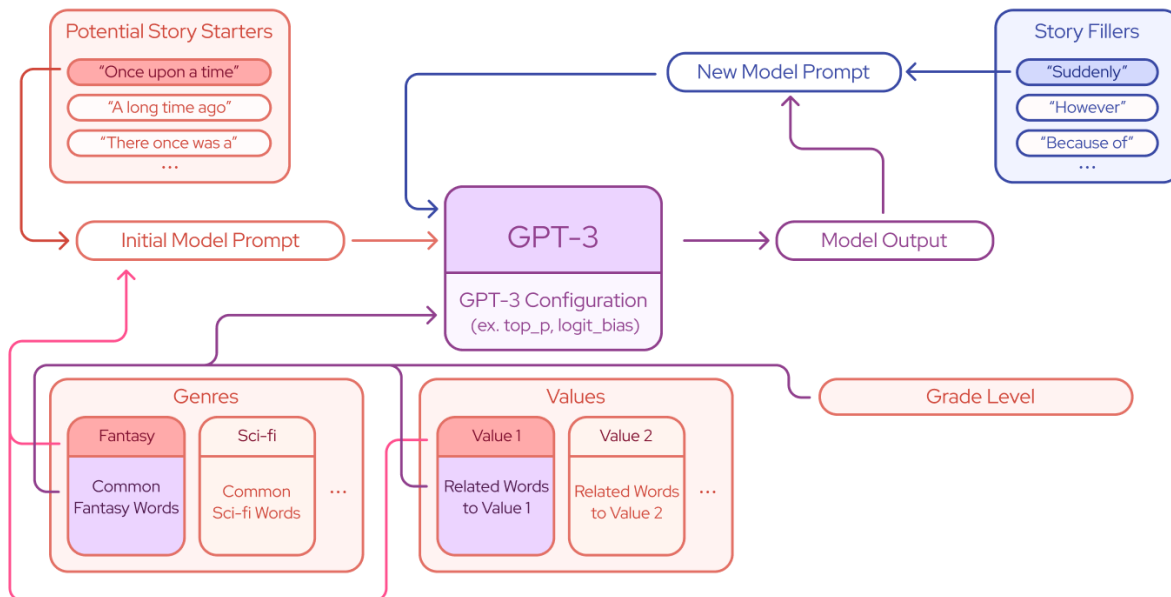 Potential Story Starters
“Once upon a time”
“A long time ago”
“There once was a”
...
New Model Prompt
Story Fillers
“Suddenly”
“However”
“Because of”
...
Initial Model Prompt
GPT-3
GPT-3 Configuration
(ex. top_p, logit_bias)
Model Output
Genres
Fantasy
Common
Fantasy Words
Sci-fi
Common
Sci-fi Words
...
Values
Value 1
Related Words
to Value 1
Value 2
Related Words
to Value 2
...
Grade Level